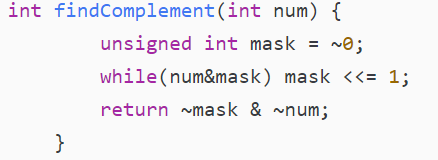 int findComplement(int num) {
        unsigned int mask = ~0;
        while(num&mask) mask <<= 1;
        return ~mask & ~num;
    }